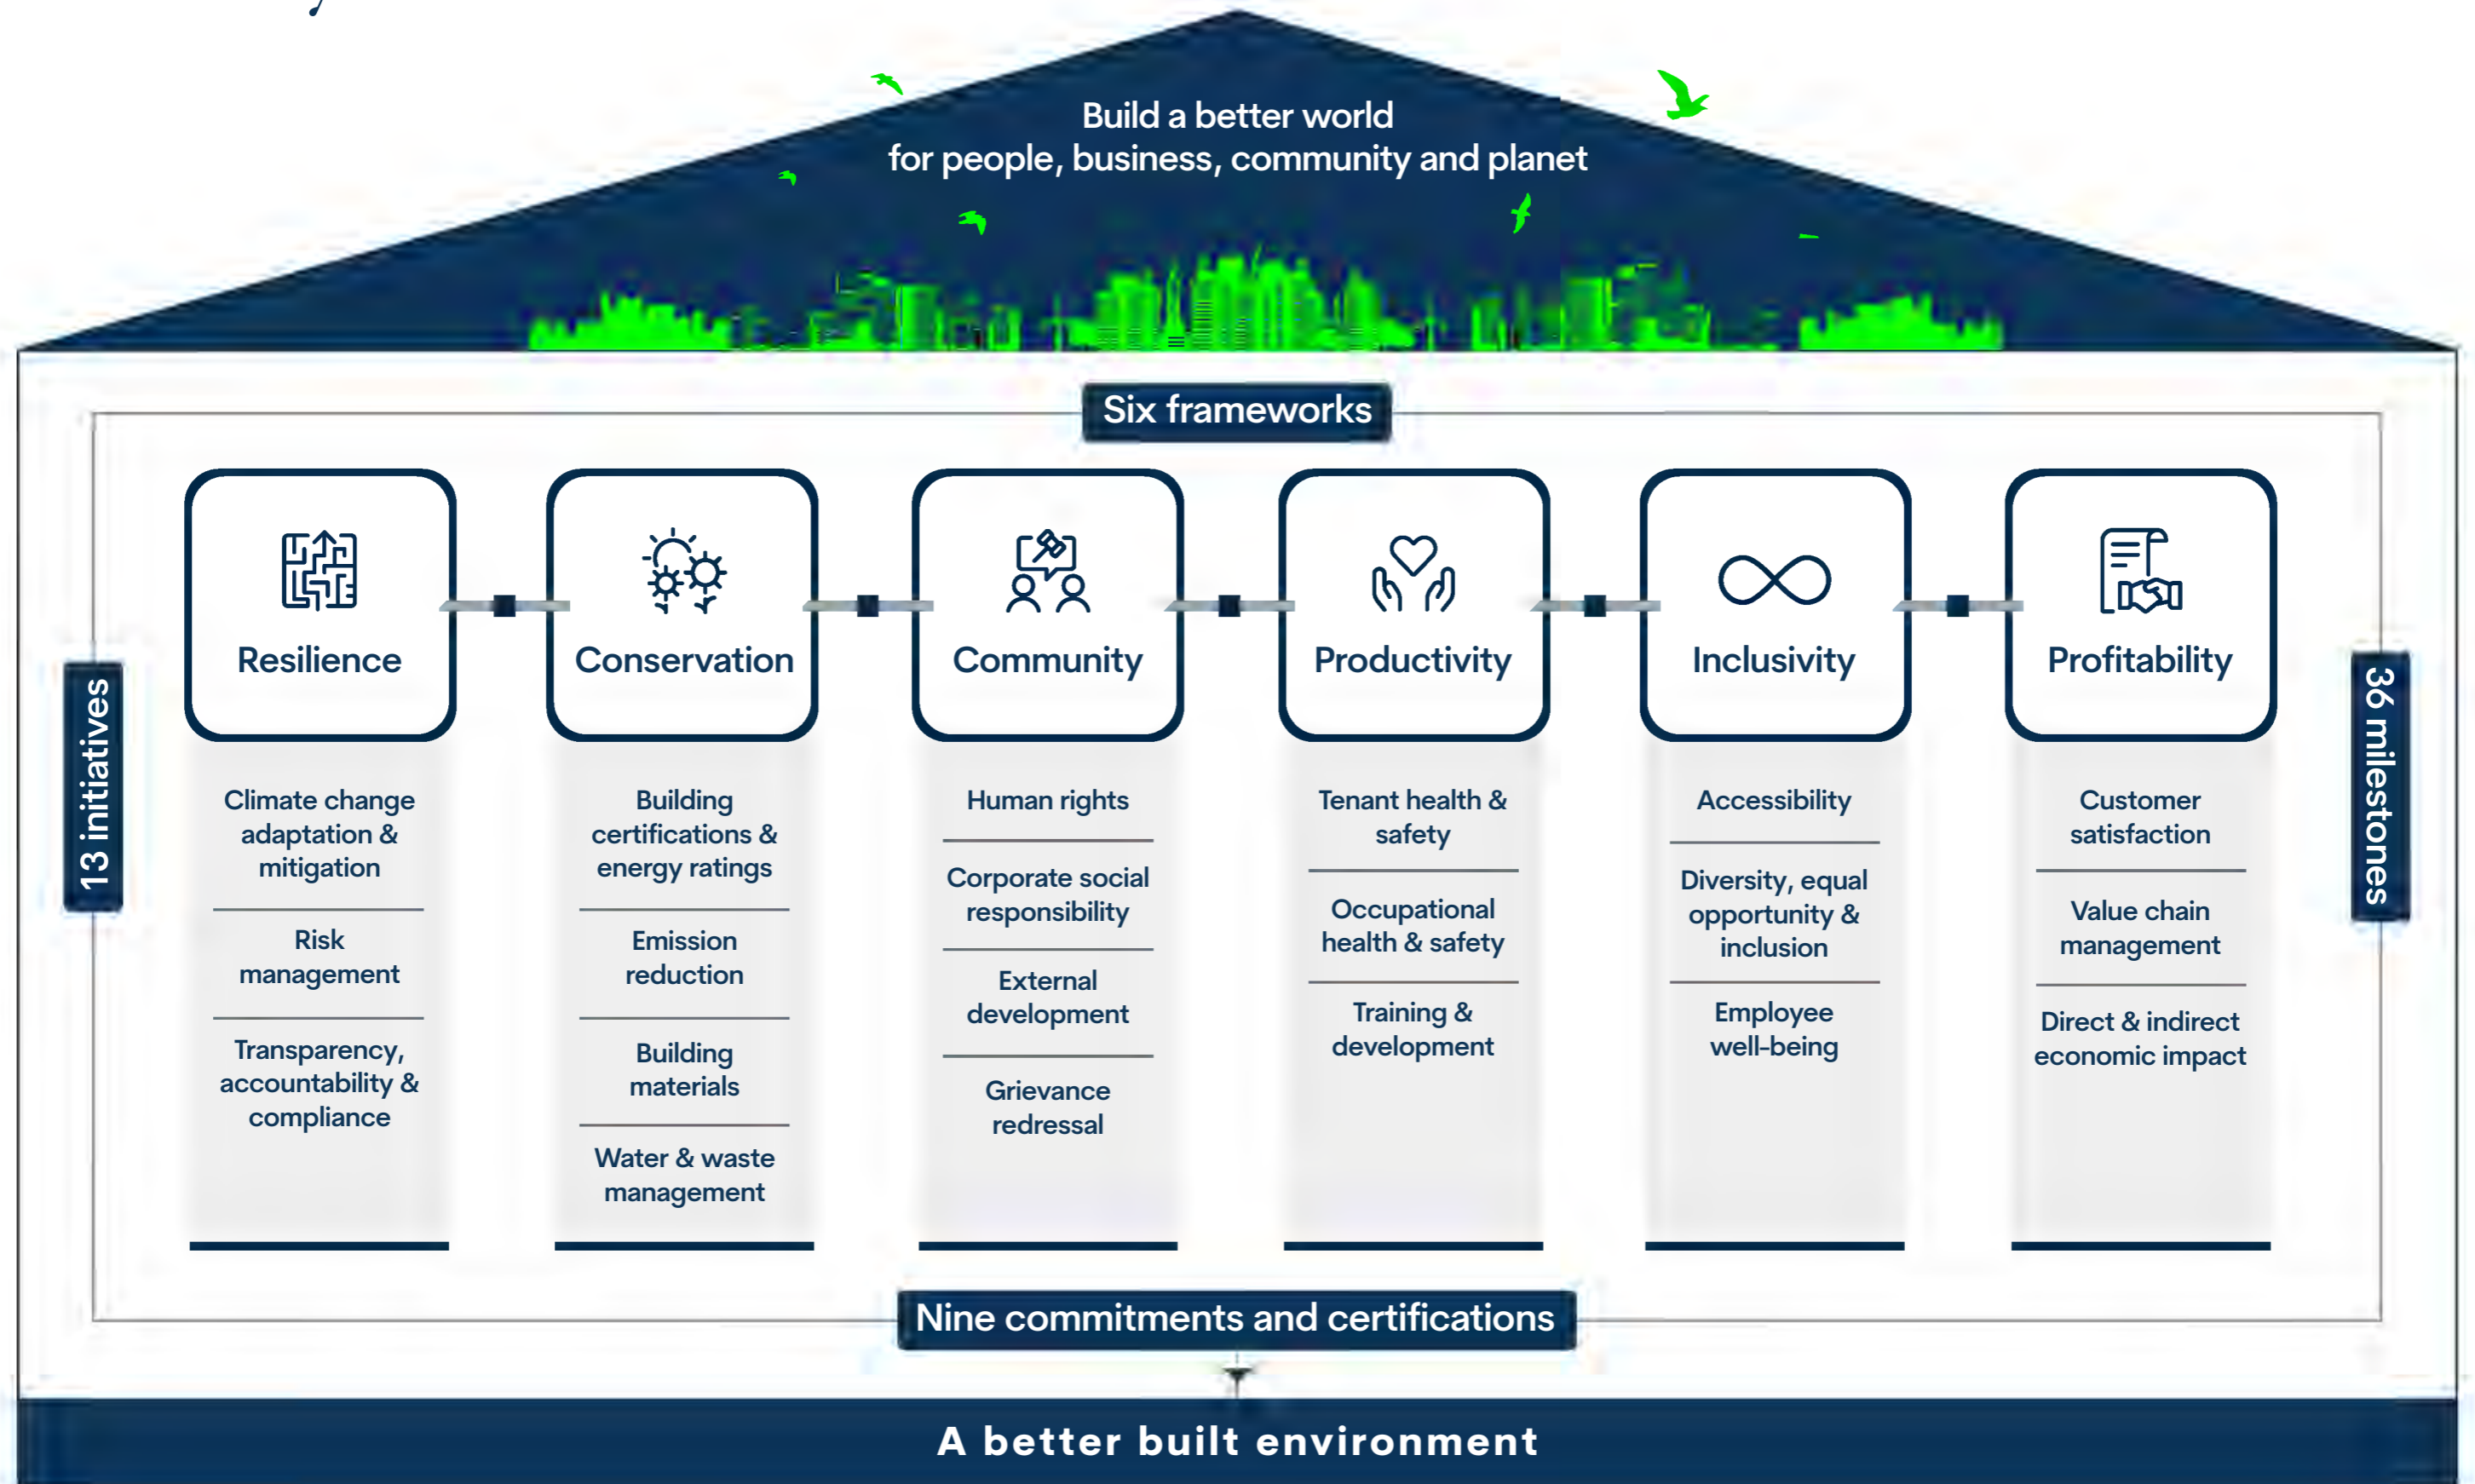 Build a better world
for people, business, community and planet
Six frameworks
13 initiatives
36 milestones
Resilience
Climate change
adaptation &
mitigation
Risk
management
Transparency,
accountability &
compliance
Conservation
Building
certifications &
energy ratings
Emission
reduction
Building
materials
Water & waste
management
Community
Human rights
Corporate social
responsibility
External
development
Grievance
redressal
Productivity
Tenant health &
safety
Occupational
health & safety
Training &
development
Inclusivity
Accessibility
Diversity, equal
opportunity &
inclusion
Employee
well-being
Profitability
Customer
satisfaction
Value chain
management
Direct & indirect
economic impact
Nine commitments and certifications
A better built environment